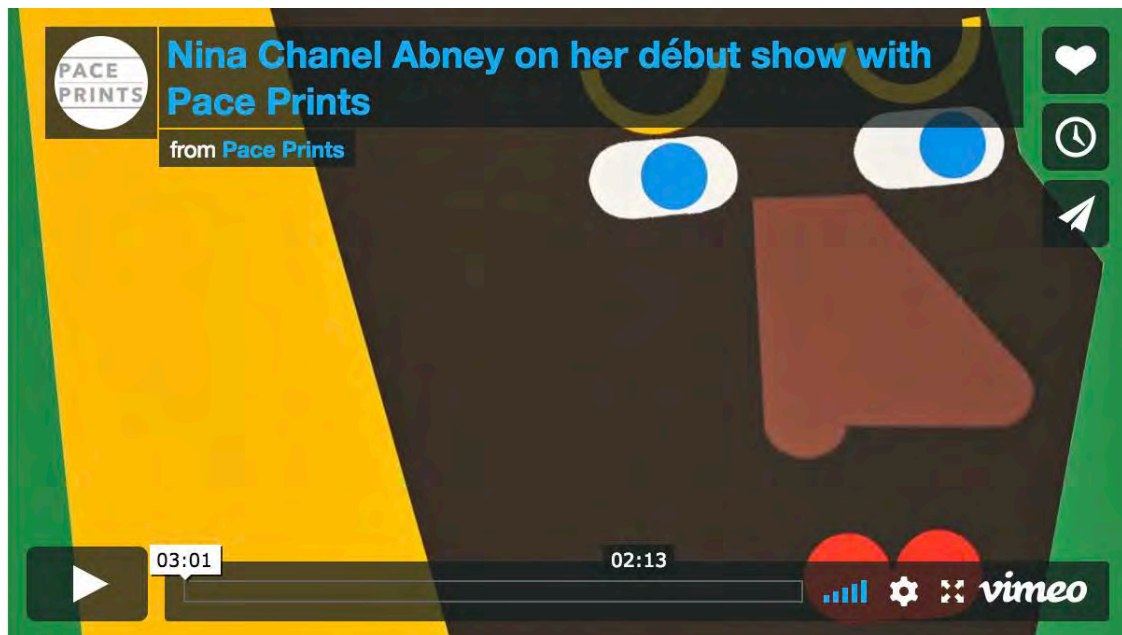 PACE
PRINTS
Nina Chanel Abney on her début show with
Pace Prints
from Pace Prints
03:01
02:13
vimeo